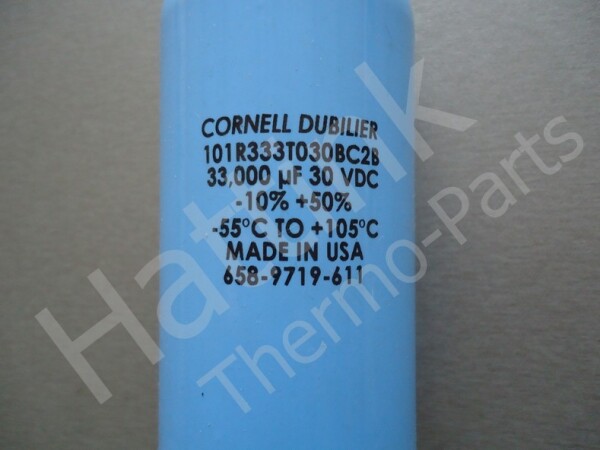 CORNELL DUBILIER
101R333T030BC2B
33,000 µF 30 VDC
-10% +50%
-55°C TO +105°C
MADE IN USA
658-9719-611
Thermo-Parts